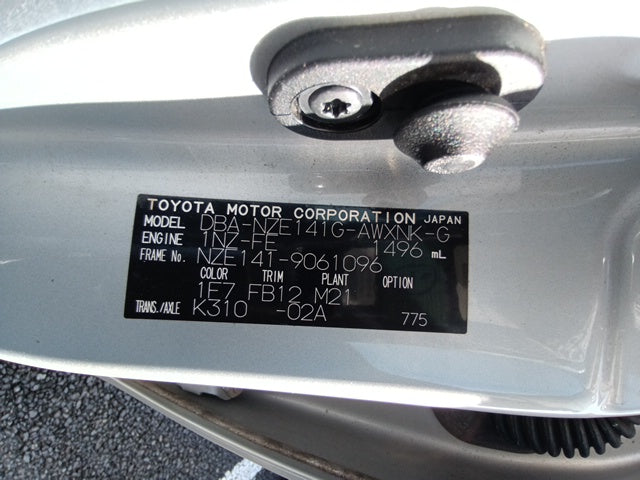 TOYOTA MOTOR CORPORATION JAPAN
MODEL DBA-NZE141G-AWXNK-G
ENGINE 1NZ-FE 1496 mL
FRAME No. NZE141-9061096
COLOR TRIM PLANT OPTION
1F7 FB12 M21
TRANS./AXLE K310 -02A 775